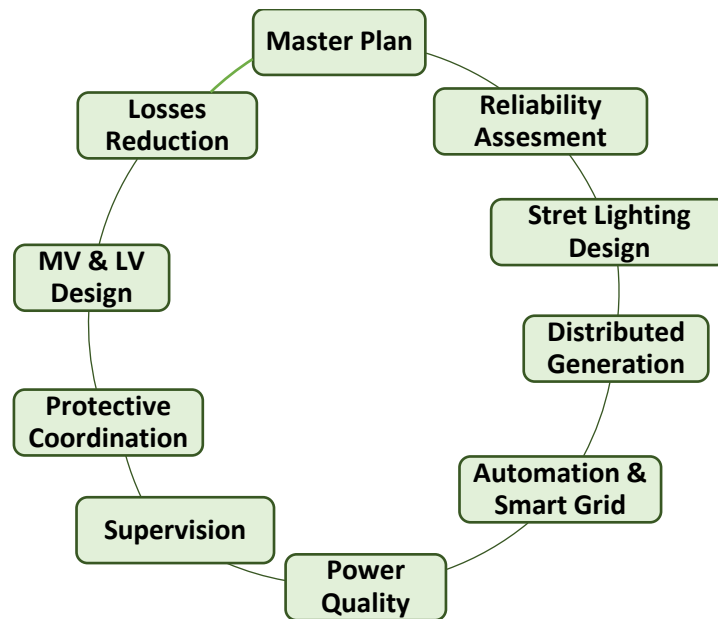 Master Plan
Reliability
Assesment
Stret Lighting
Design
Distributed
Generation
Automation &
Smart Grid
Power
Quality
Supervision
Protective
Coordination
MV & LV
Design
Losses
Reduction